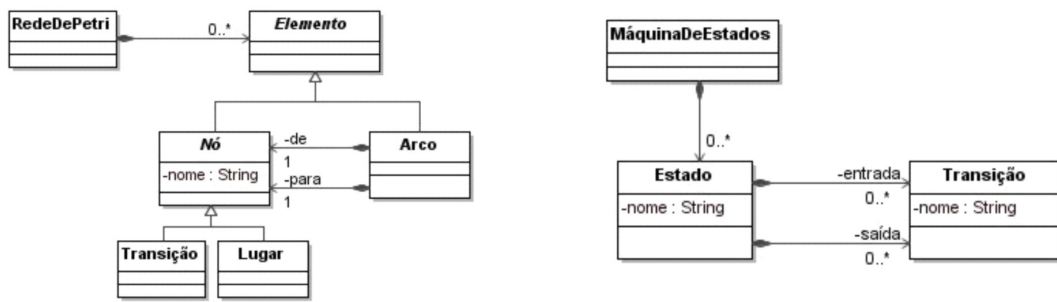 RedeDePetri
0..*
Elemento
Nó
-nome : String
-de
1
-para
1
Arco
Transição
Lugar
MáquinaDeEstados
0..*
Estado
-nome : String
-entrada
0..*
-saída
0..*
Transição
-nome : String